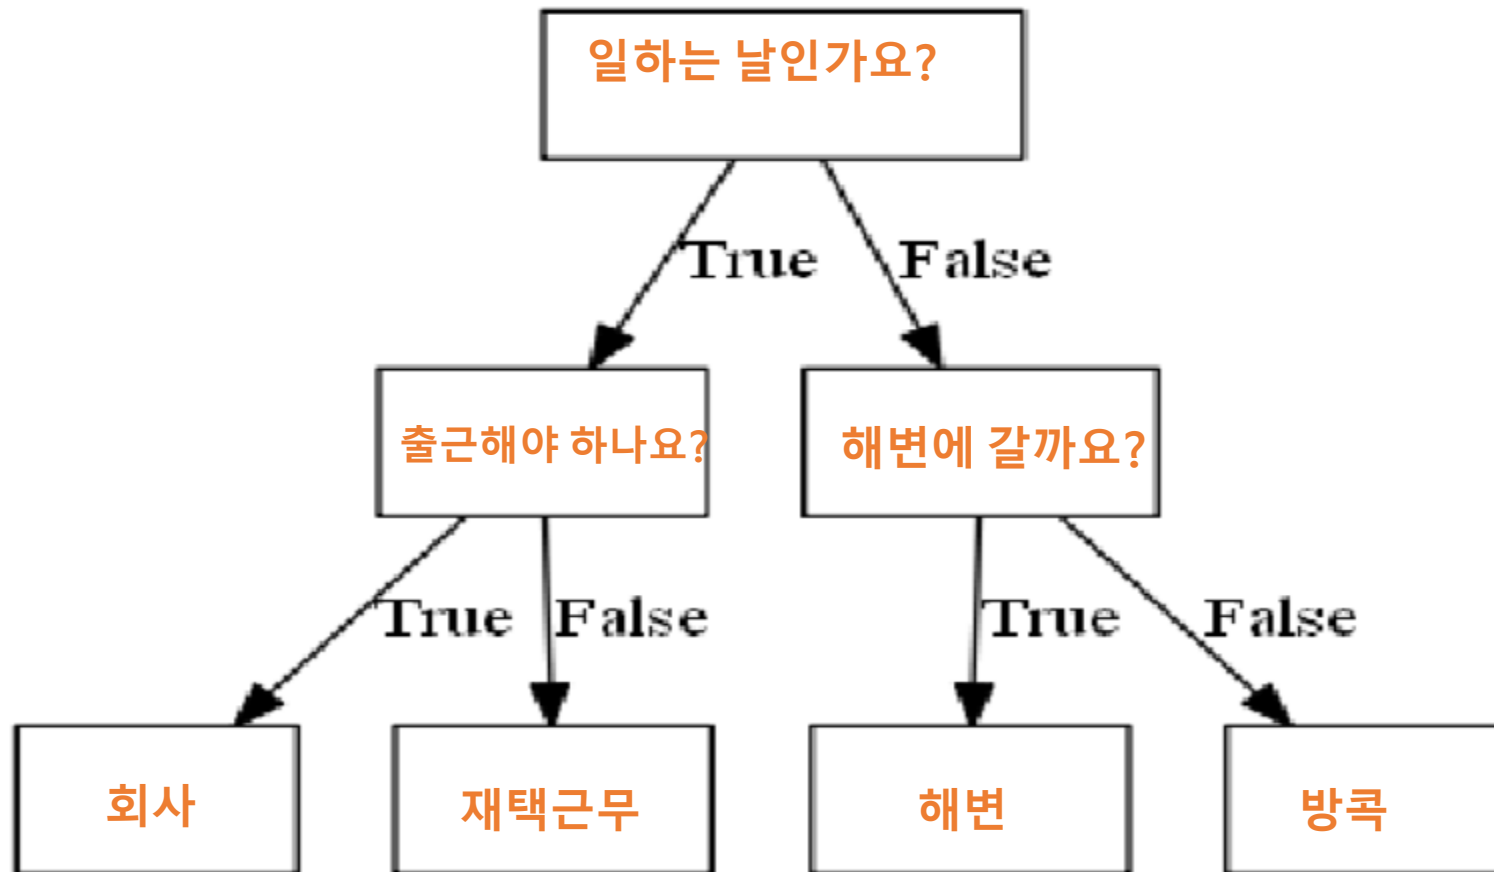 일하는 날인가요?
True
False
출근해야 하나요?
해변에 갈까요?
True
False
True
False
회사
재택근무
해변
방콕